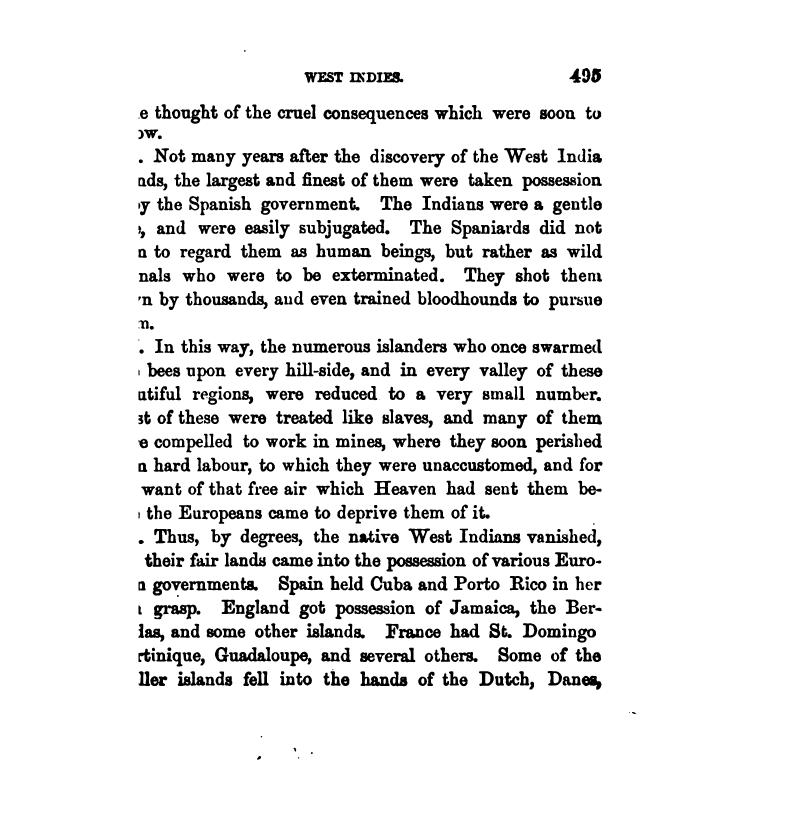 WEST INDIES. 495
e thought of the cruel consequences which were soon to
ow.
. Not many years after the discovery of the West India
nds, the largest and finest of them were taken possession
y the Spanish government. The Indians were a gentle
, and were easily subjugated. The Spaniards did not
n to regard them as human beings, but rather as wild
nals who were to be exterminated. They shot them
n by thousands, and even trained bloodhounds to pursue
m.
. In this way, the numerous islanders who once swarmed
bees upon every hill-side, and in every valley of these
utiful regions, were reduced to a very small number.
st of these were treated like slaves, and many of them
e compelled to work in mines, where they soon perished
n hard labour, to which they were unaccustomed, and for
want of that free air which Heaven had sent them be-
the Europeans came to deprive them of it.
. Thus, by degrees, the native West Indians vanished,
their fair lands came into the possession of various Euro-
n governments. Spain held Cuba and Porto Rico in her
grasp. England got possession of Jamaica, the Ber-
das, and some other islands. France had St. Domingo
rtinique, Guadaloupe, and several others. Some of the
ller islands fell into the hands of the Dutch, Danes,